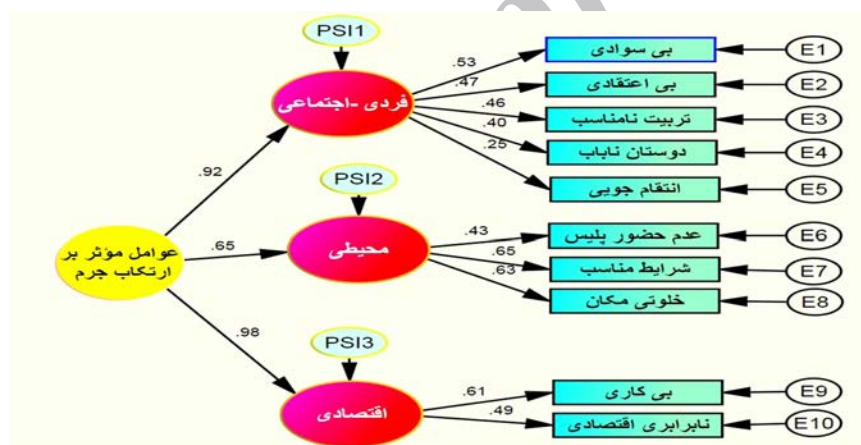 PSI1
بی سوادی
E1
.53
بی اعتقادی
E2
.47
فردی -اجتماعی
تربیت نامناسب
E3
.46
دوستان ناباب
E4
.40
انتقام جویی
E5
.25
.92
PSI2
عدم حضور پلیس
E6
.43
عوامل مؤثر بر
ارتکاب جرم
.65
محیطی
شرایط مناسب
E7
.65
خلوتی مکان
E8
.63
.98
PSI3
بی کاری
E9
.61
اقتصادی
نابرابری اقتصادی
E10
.49